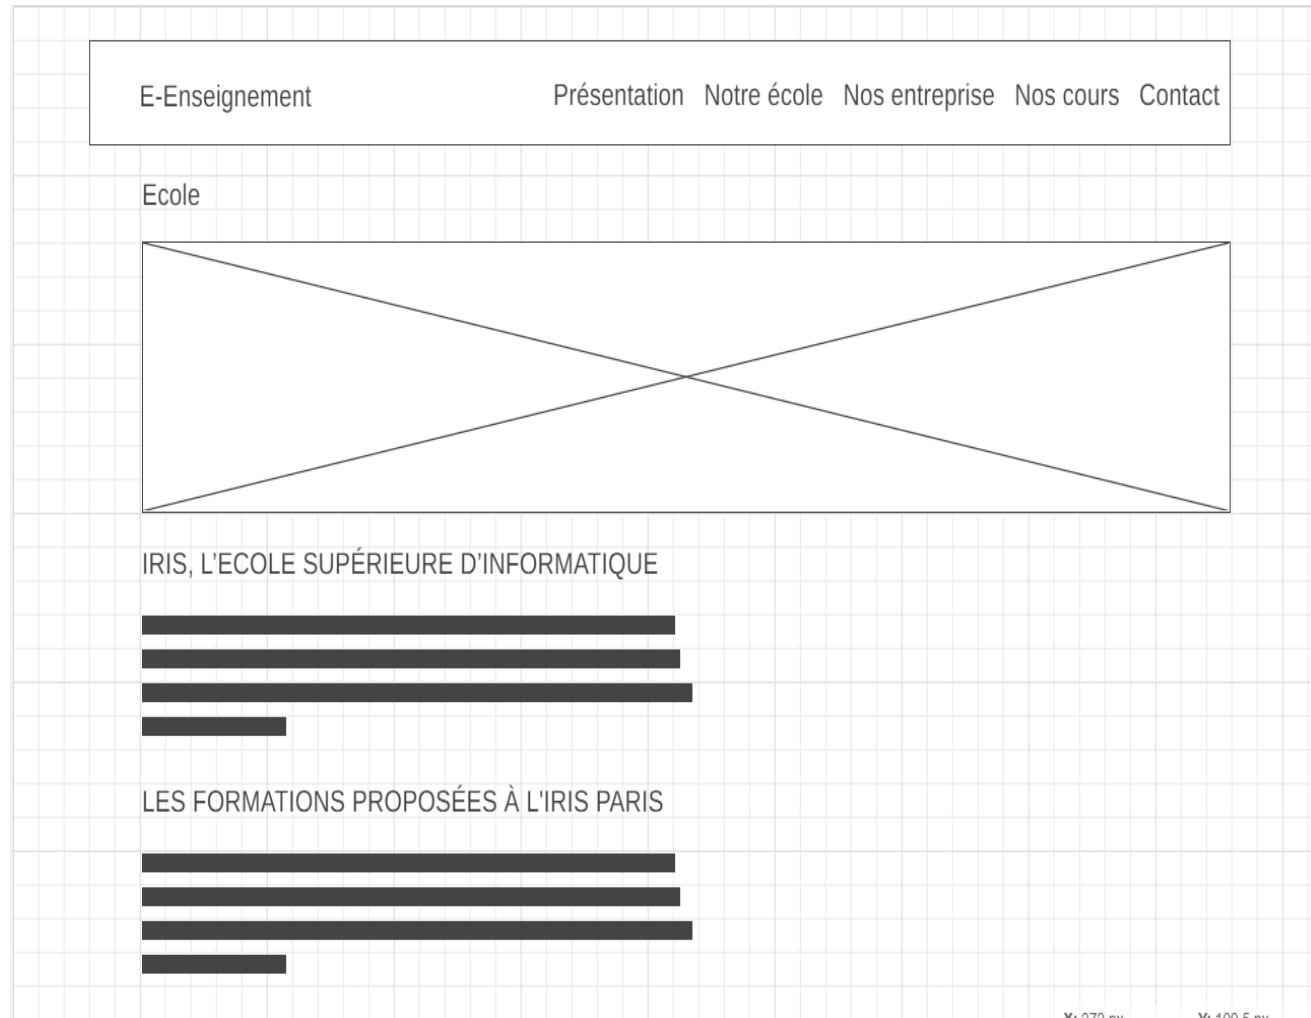 E-Enseignement Présentation Notre école Nos entreprise Nos cours Contact
Ecole
IRIS, L’ECOLE SUPÉRIEURE D’INFORMATIQUE
LES FORMATIONS PROPOSÉES À L'IRIS PARIS